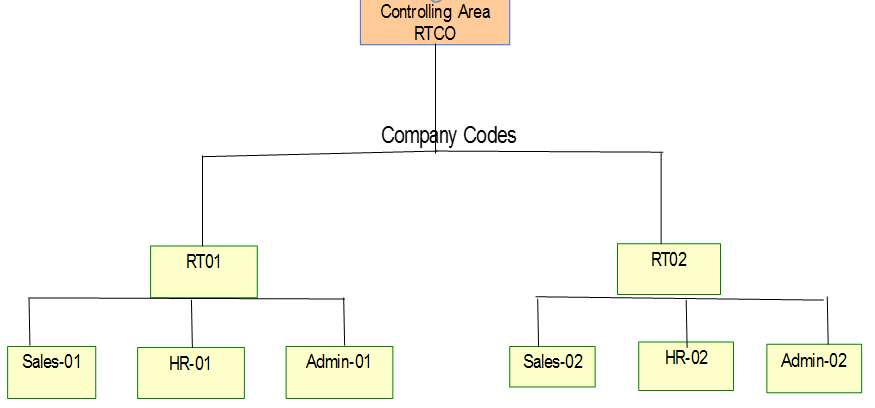 Controlling Area
RTCO
Company Codes
RT01
RT02
Sales-01
HR-01
Admin-01
Sales-02
HR-02
Admin-02